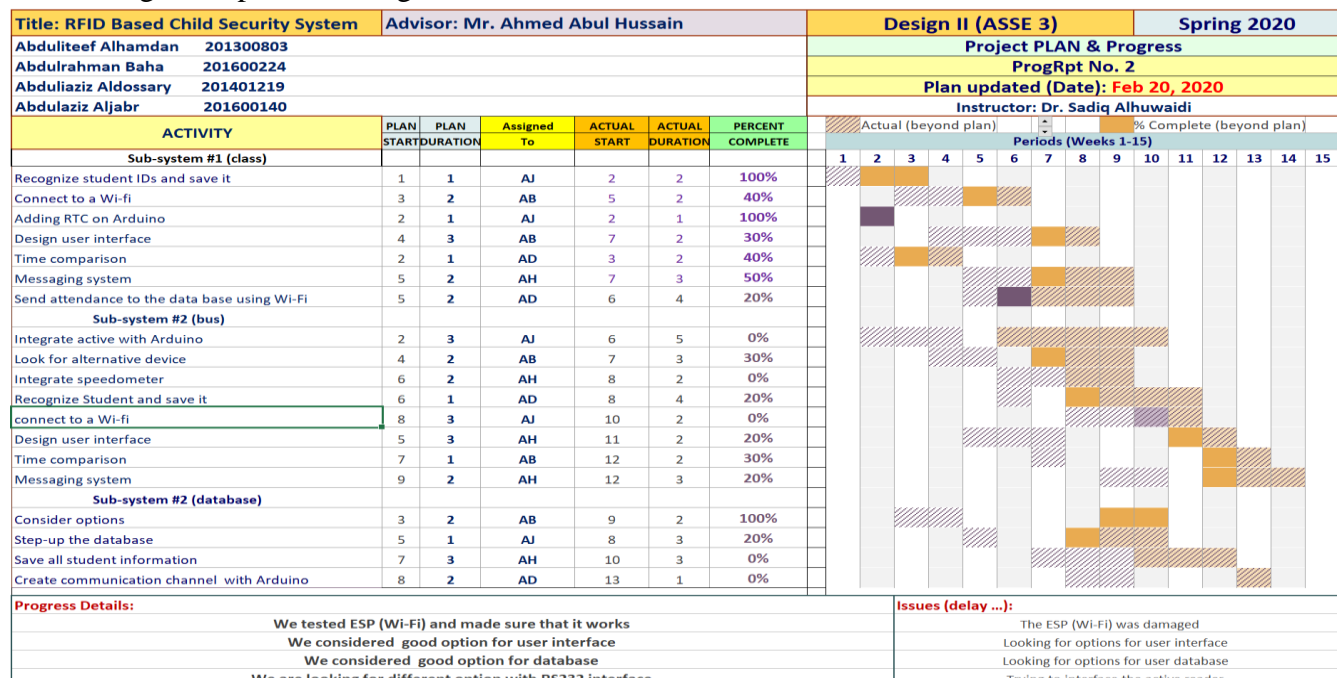 Title: RFID Based Child Security System Advisor: Mr. Ahmed Abul Hussain Design II (ASSE 3) Spring 2020
Abduliteef Alhamdan 201300803 Project PLAN & Progress
Abdulrahman Baha 201600224 ProgRpt No. 2
Abduliaziz Aldossary 201401219 Plan updated (Date): Feb 20, 2020
Abdulaziz Aljabr 201600140 Instructor: Dr. Sadiq Alhuwaidi
ACTIVITY PLAN START PLAN DURATION Assigned To ACTUAL START ACTUAL DURATION PERCENT COMPLETE Actual (beyond plan) % Complete (beyond plan)
Periods (Weeks 1-15)
Sub-system #1 (class) 1 2 3 4 5 6 7 8 9 10 11 12 13 14 15
Recognize student IDs and save it 1 1 AJ 2 2 100%
Connect to a Wi-fi 3 2 AB 5 2 40%
Adding RTC on Arduino 2 1 AJ 2 1 100%
Design user interface 4 3 AB 7 2 30%
Time comparison 2 1 AD 3 2 40%
Messaging system 5 2 AH 7 3 50%
Send attendance to the data base using Wi-Fi 5 2 AD 6 4 20%
Sub-system #2 (bus)
Integrate active with Arduino 2 3 AJ 6 5 0%
Look for alternative device 4 2 AB 7 3 30%
Integrate speedometer 6 2 AH 8 2 0%
Recognize Student and save it 6 1 AD 8 4 20%
connect to a Wi-fi 8 3 AJ 10 2 0%
Design user interface 5 3 AH 11 2 20%
Time comparison 7 1 AB 12 2 30%
Messaging system 9 2 AH 12 3 20%
Sub-system #2 (database)
Consider options 3 2 AB 9 2 100%
Step-up the database 5 1 AJ 8 3 20%
Save all student information 7 3 AH 10 3 0%
Create communication channel with Arduino 8 2 AD 13 1 0%
Progress Details: Issues (delay ...):
We tested ESP (Wi-Fi) and made sure that it works The ESP (Wi-Fi) was damaged
We considered good option for user interface Looking for options for user interface
We considered good option for database Looking for options for user database
We are looking for different option with RS232 interface Trying to interface the active reader